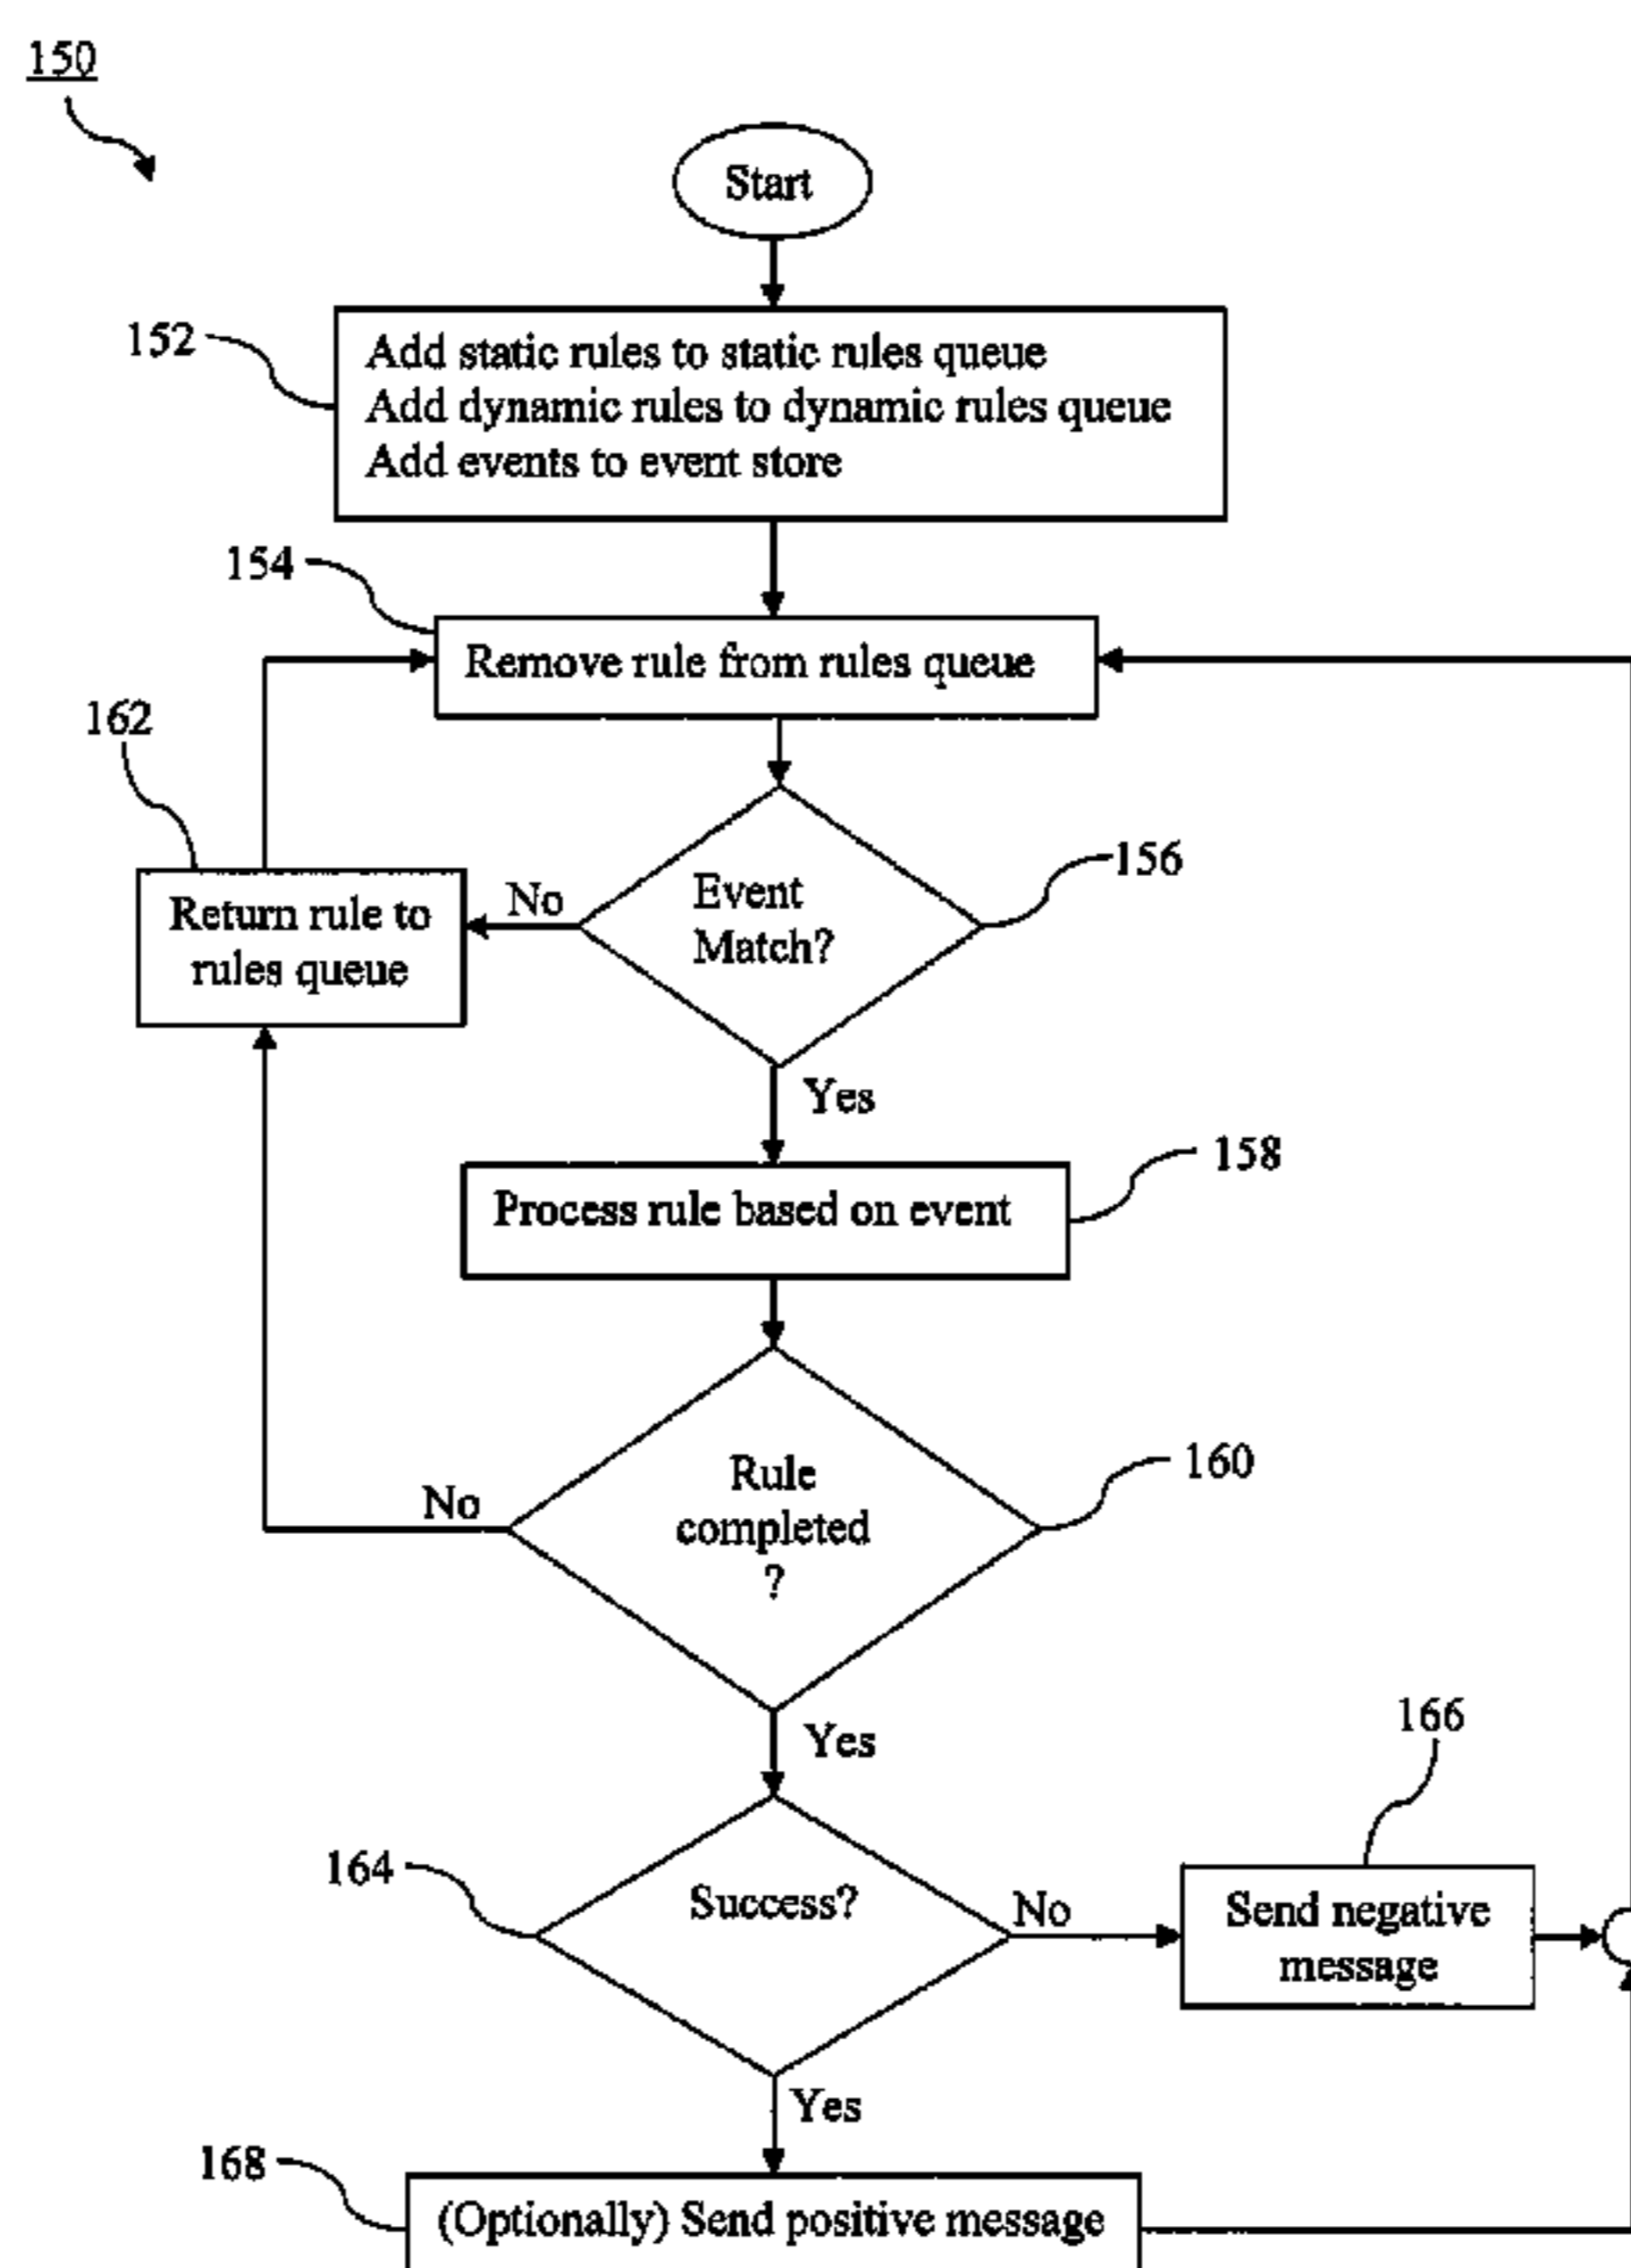 150
Start
152
Add static rules to static rules queue
Add dynamic rules to dynamic rules queue
Add events to event store
154
Remove rule from rules queue
162
Return rule to
rules queue
No
Event
Match?
156
Yes
Process rule based on event
158
Rule
completed
?
160
No
Yes
166
164
Success?
No
Send negative
message
Yes
168
(Optionally) Send positive message